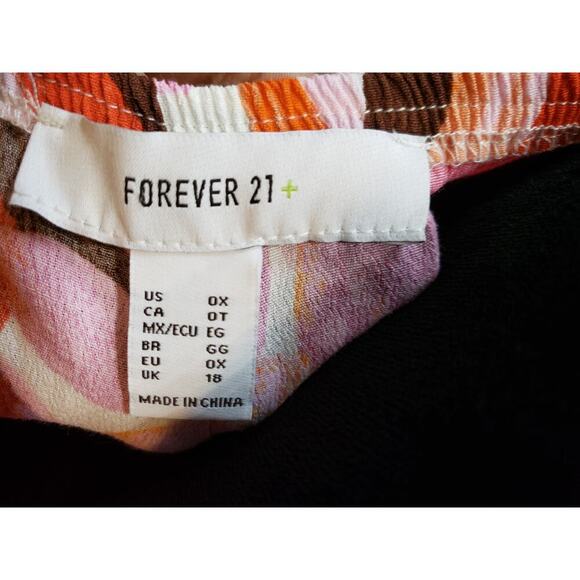 FOREVER 21+
US 0X
CA 0T
MX/ECU EG
BR GG
EU 0X
UK 18
MADE IN CHINA